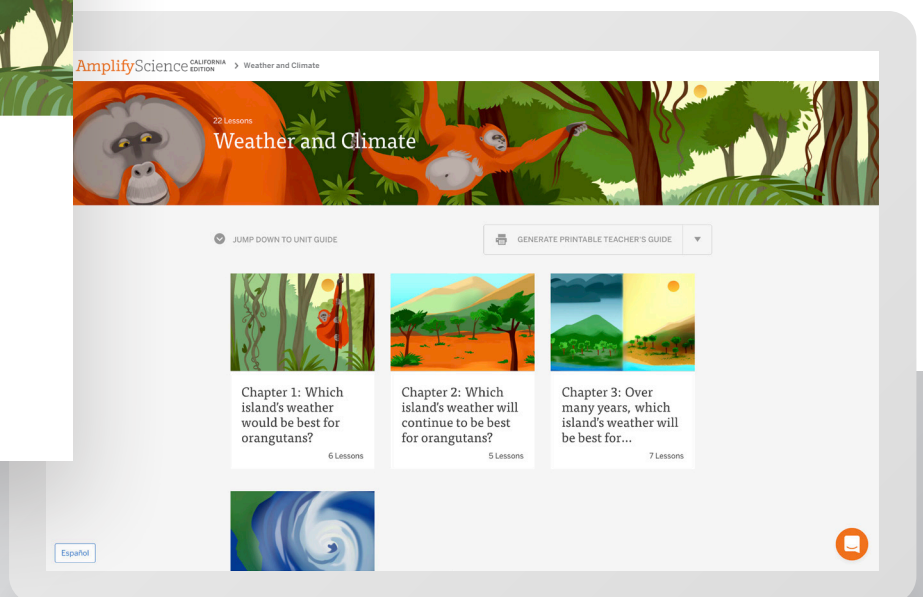 AmplifyScience CALIFORNIA EDITION > Weather and Climate
22 Lessons
Weather and Climate
JUMP DOWN TO UNIT GUIDE
GENERATE PRINTABLE TEACHER'S GUIDE
Chapter 1: Which
island's weather
would be best for
orangutans?
6 Lessons
Chapter 2: Which
island's weather will
continue to be best
for orangutans?
5 Lessons
Chapter 3: Over
many years, which
island's weather will
be best for...
7 Lessons
Español